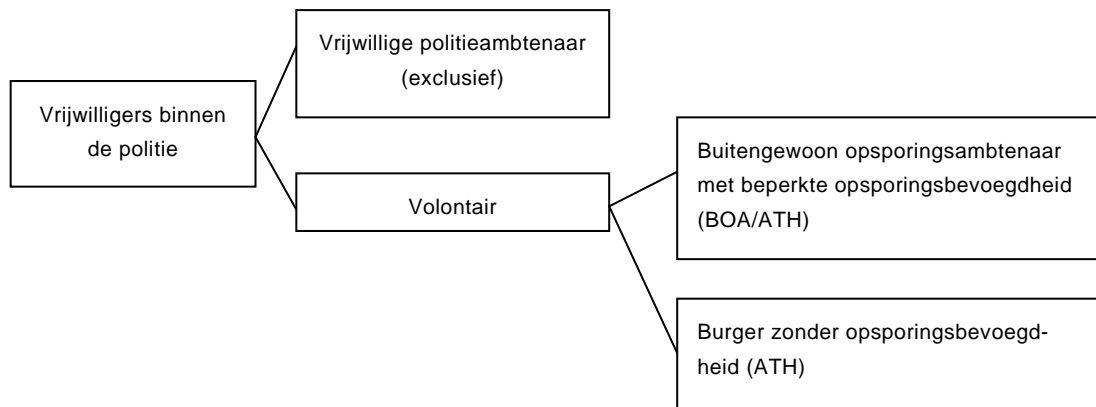 Vrijwilligers binnen
de politie
Vrijwillige politieambtenaar
(exclusief)
Volontair
Buitengewoon opsporingsambtenaar
met beperkte opsporingsbevoegdheid
(BOA/ATH)
Burger zonder opsporingsbevoegd-
heid (ATH)